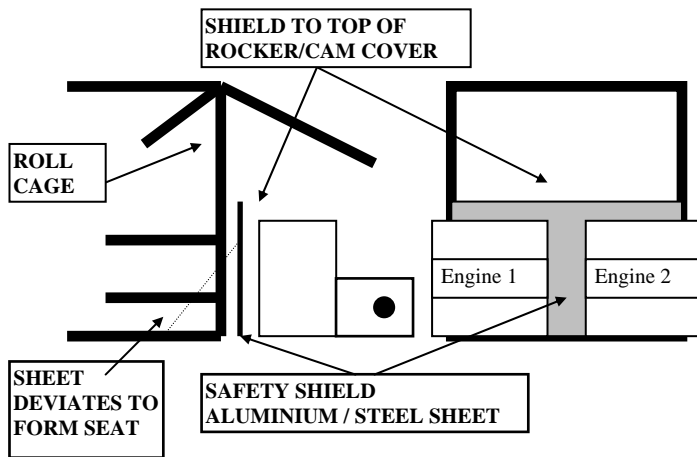 SHIELD TO TOP OF
ROCKER/CAM COVER
ROLL
CAGE
Engine 1
Engine 2
SHEET
DEVIATES TO
FORM SEAT
SAFETY SHIELD
ALUMINIUM / STEEL SHEET